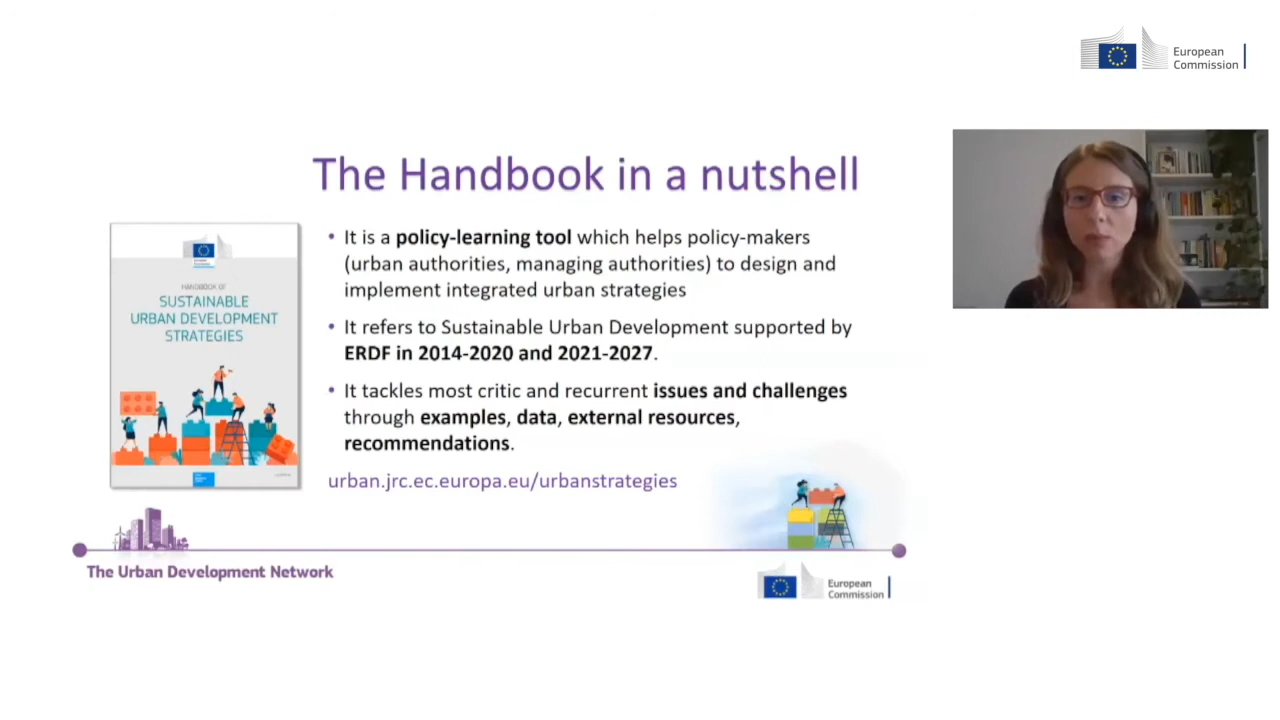 European
Commission
The Handbook in a nutshell
HANDBOOK OF
SUSTAINABLE
URBAN DEVELOPMENT
STRATEGIES
• It is a policy-learning tool which helps policy-makers
(urban authorities, managing authorities) to design and
implement integrated urban strategies
• It refers to Sustainable Urban Development supported by
ERDF in 2014-2020 and 2021-2027.
• It tackles most critic and recurrent issues and challenges
through examples, data, external resources,
recommendations.
urban.jrc.ec.europa.eu/urbanstrategies
The Urban Development Network
European
Commission